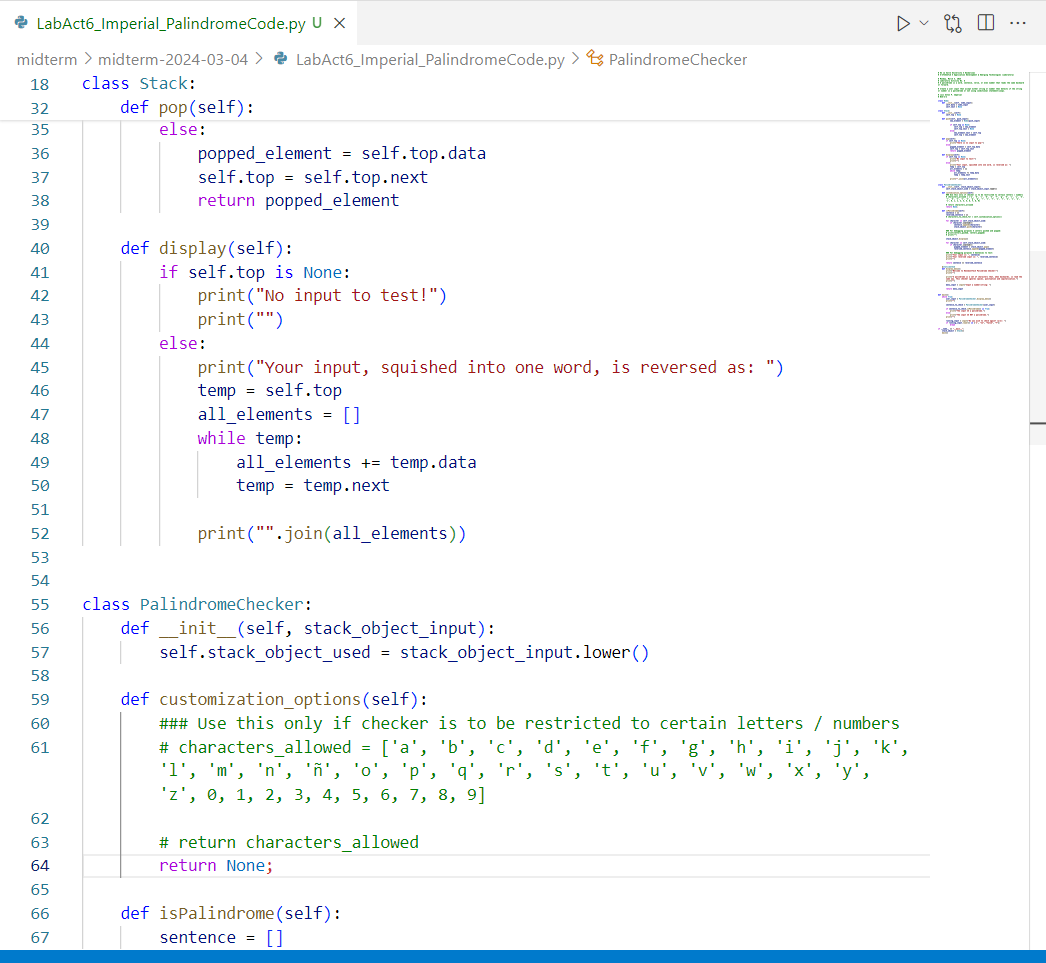 LabAct6_Imperial_PalindromeCode.py U
midterm > midterm-2024-03-04 > LabAct6_Imperial_PalindromeCode.py > PalindromeChecker
18 class Stack:
32     def pop(self):
35         else:
36             popped_element = self.top.data
37             self.top = self.top.next
38             return popped_element
39
40     def display(self):
41         if self.top is None:
42             print("No input to test!")
43             print("")
44         else:
45             print("Your input, squished into one word, is reversed as: ")
46             temp = self.top
47             all_elements = []
48             while temp:
49                 all_elements += temp.data
50                 temp = temp.next
51
52             print("".join(all_elements))
53
54
55 class PalindromeChecker:
56     def __init__(self, stack_object_input):
57         self.stack_object_used = stack_object_input.lower()
58
59     def customization_options(self):
60         ### Use this only if checker is to be restricted to certain letters / numbers
61         # characters_allowed = ['a', 'b', 'c', 'd', 'e', 'f', 'g', 'h', 'i', 'j', 'k',
        'l', 'm', 'n', 'ñ', 'o', 'p', 'q', 'r', 's', 't', 'u', 'v', 'w', 'x', 'y',
        'z', 0, 1, 2, 3, 4, 5, 6, 7, 8, 9]
62
63         # return characters_allowed
64         return None;
65
66     def isPalindrome(self):
67         sentence = []